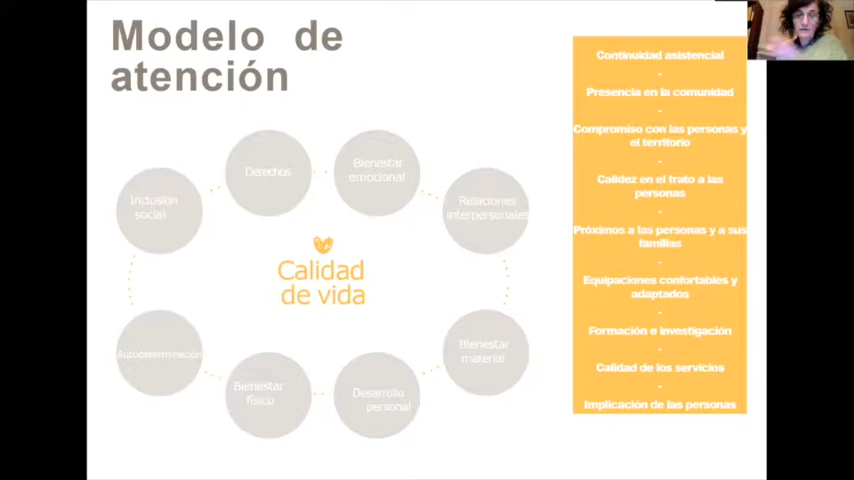 Modelo de
atención
Continuidad asistencial
-
Presencia en la comunidad
-
Compromiso con las personas y
el territorio
-
Calidez en el trato a las
personas
-
Próximos a las personas y a sus
familias
-
Equipaciones confortables y
adaptados
-
Formación e investigación
-
Calidad de los servicios
-
Implicación de las personas
Derechos
Bienestar
emocional
Inclusión
social
Relaciones
interpersonales
Calidad
de vida
Autodeterminación
Bienestar
material
Bienestar
físico
Desarrollo
personal